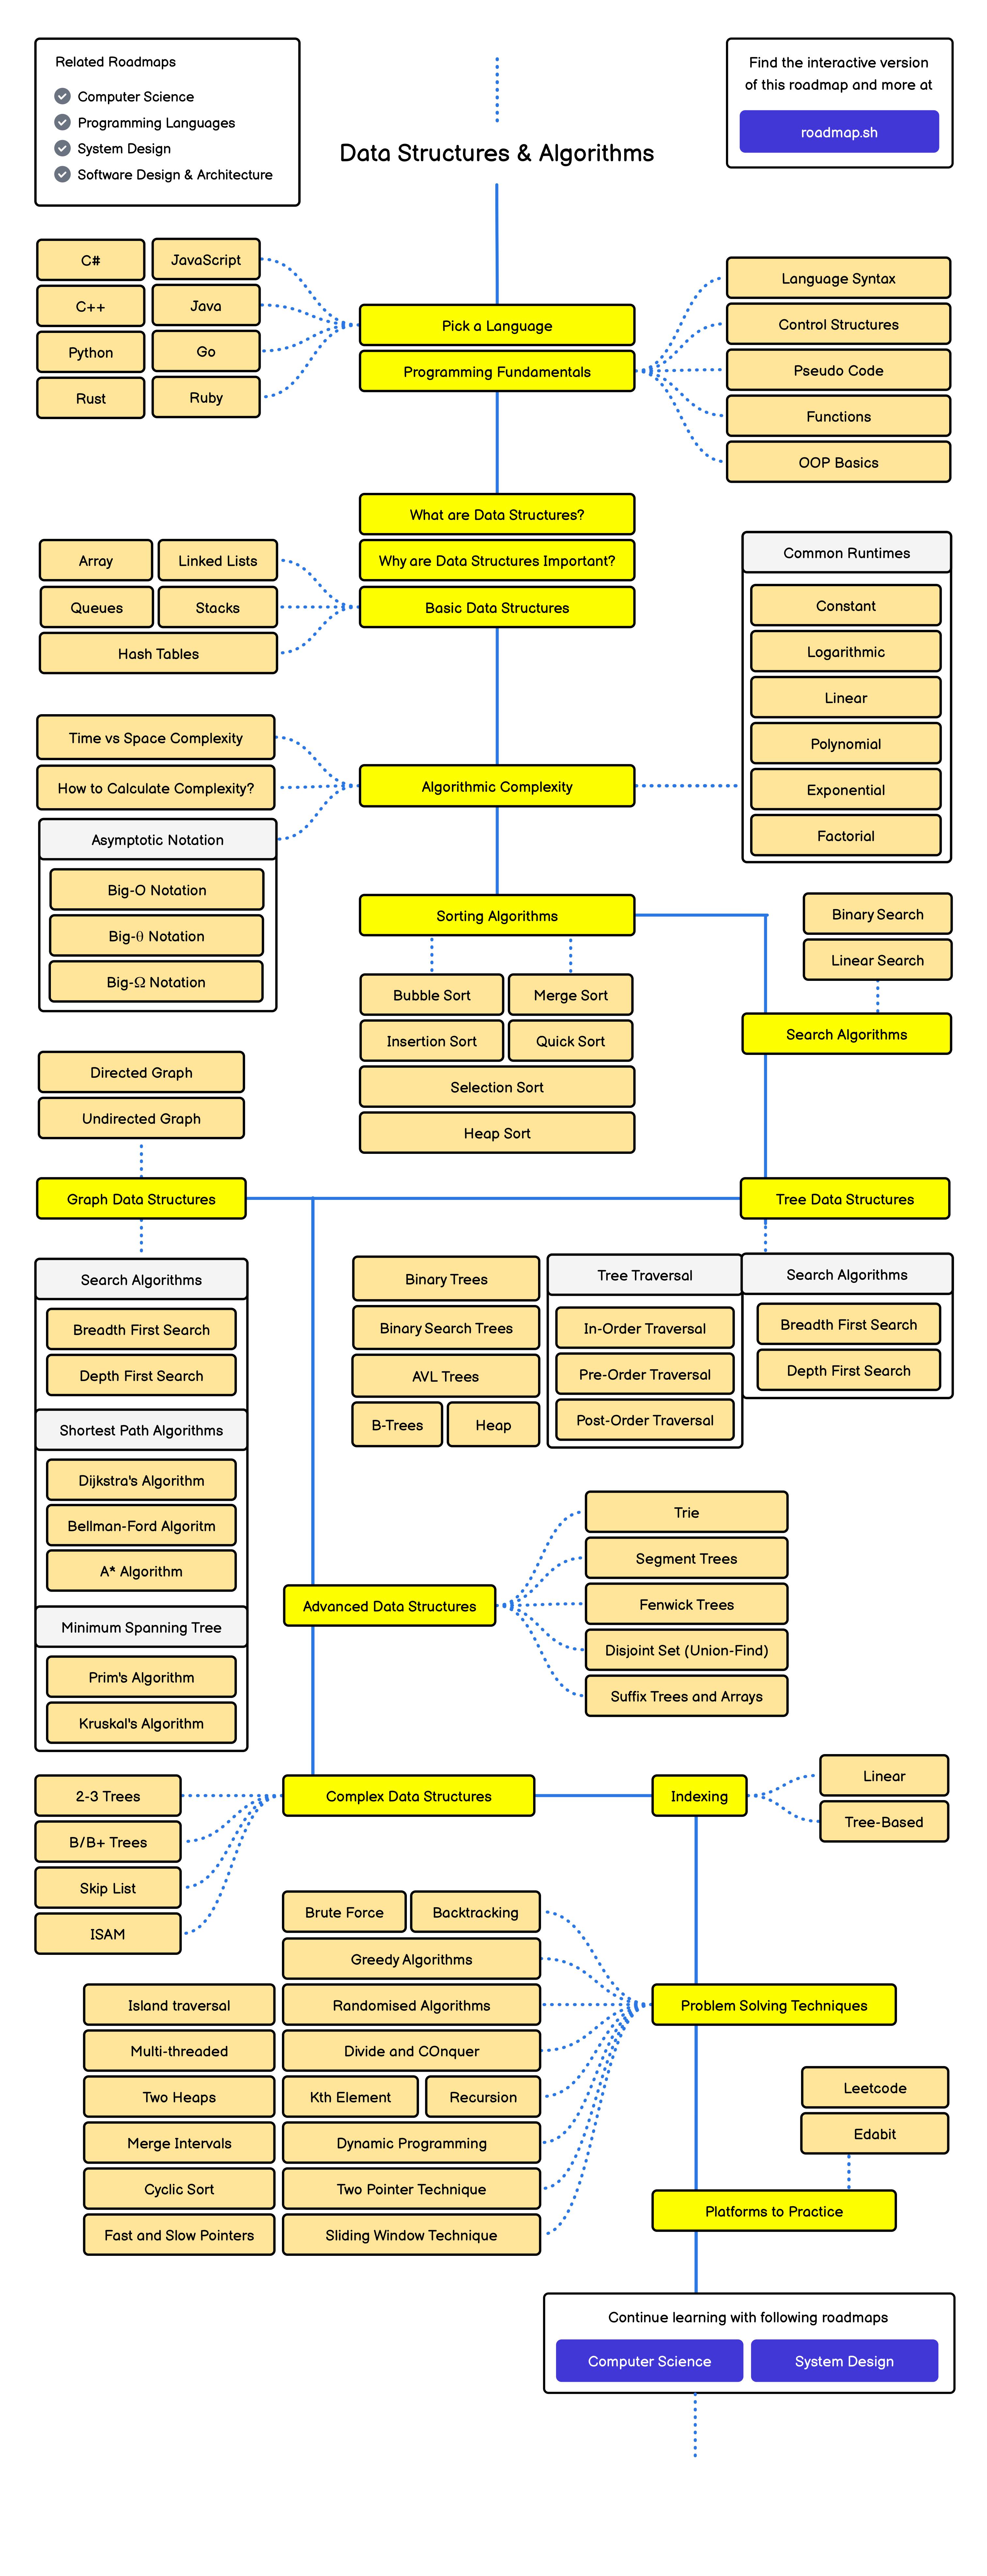 Related Roadmaps
Computer Science
Programming Languages
System Design
Software Design & Architecture
Data Structures & Algorithms
Find the interactive version
of this roadmap and more at
roadmap.sh
C#
JavaScript
C++
Java
Python
Go
Rust
Ruby
Pick a Language
Programming Fundamentals
Language Syntax
Control Structures
Pseudo Code
Functions
OOP Basics
What are Data Structures?
Why are Data Structures Important?
Basic Data Structures
Array
Linked Lists
Queues
Stacks
Hash Tables
Common Runtimes
Constant
Logarithmic
Linear
Polynomial
Exponential
Factorial
Time vs Space Complexity
How to Calculate Complexity?
Asymptotic Notation
Big-O Notation
Big-θ Notation
Big-Ω Notation
Algorithmic Complexity
Sorting Algorithms
Bubble Sort
Merge Sort
Insertion Sort
Quick Sort
Selection Sort
Heap Sort
Binary Search
Linear Search
Search Algorithms
Directed Graph
Undirected Graph
Graph Data Structures
Tree Data Structures
Search Algorithms
Breadth First Search
Depth First Search
Shortest Path Algorithms
Dijkstra's Algorithm
Bellman-Ford Algoritm
A* Algorithm
Minimum Spanning Tree
Prim's Algorithm
Kruskal's Algorithm
Binary Trees
Binary Search Trees
AVL Trees
B-Trees
Heap
Tree Traversal
In-Order Traversal
Pre-Order Traversal
Post-Order Traversal
Search Algorithms
Breadth First Search
Depth First Search
Advanced Data Structures
Trie
Segment Trees
Fenwick Trees
Disjoint Set (Union-Find)
Suffix Trees and Arrays
2-3 Trees
B/B+ Trees
Skip List
ISAM
Complex Data Structures
Indexing
Linear
Tree-Based
Brute Force
Backtracking
Greedy Algorithms
Island traversal
Randomised Algorithms
Multi-threaded
Divide and COnquer
Two Heaps
Kth Element
Recursion
Merge Intervals
Dynamic Programming
Cyclic Sort
Two Pointer Technique
Fast and Slow Pointers
Sliding Window Technique
Problem Solving Techniques
Leetcode
Edabit
Platforms to Practice
Continue learning with following roadmaps
Computer Science
System Design